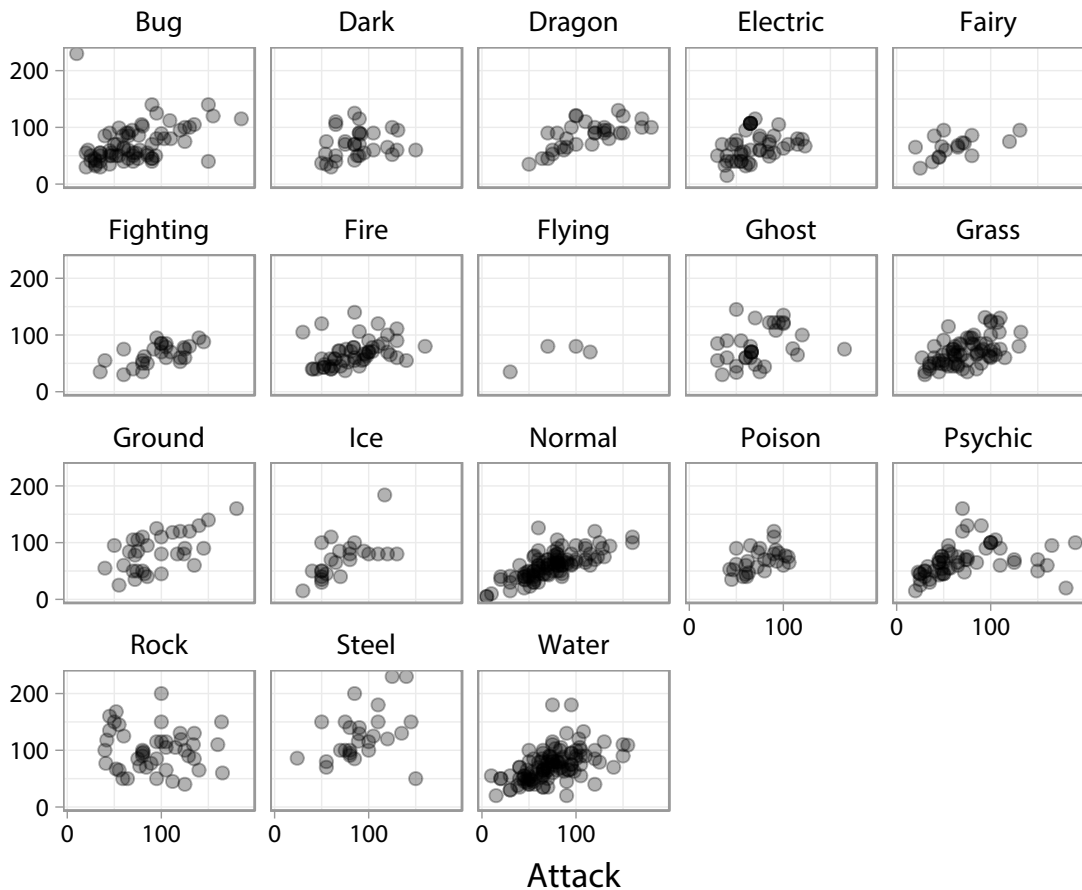 Bug Dark Dragon Electric Fairy
200
100
0
Fighting Fire Flying Ghost Grass
200
100
0
Ground Ice Normal Poison Psychic
200
100
0
0 100 0 100
Rock Steel Water
200
100
0
0 100 0 100 0 100
Attack